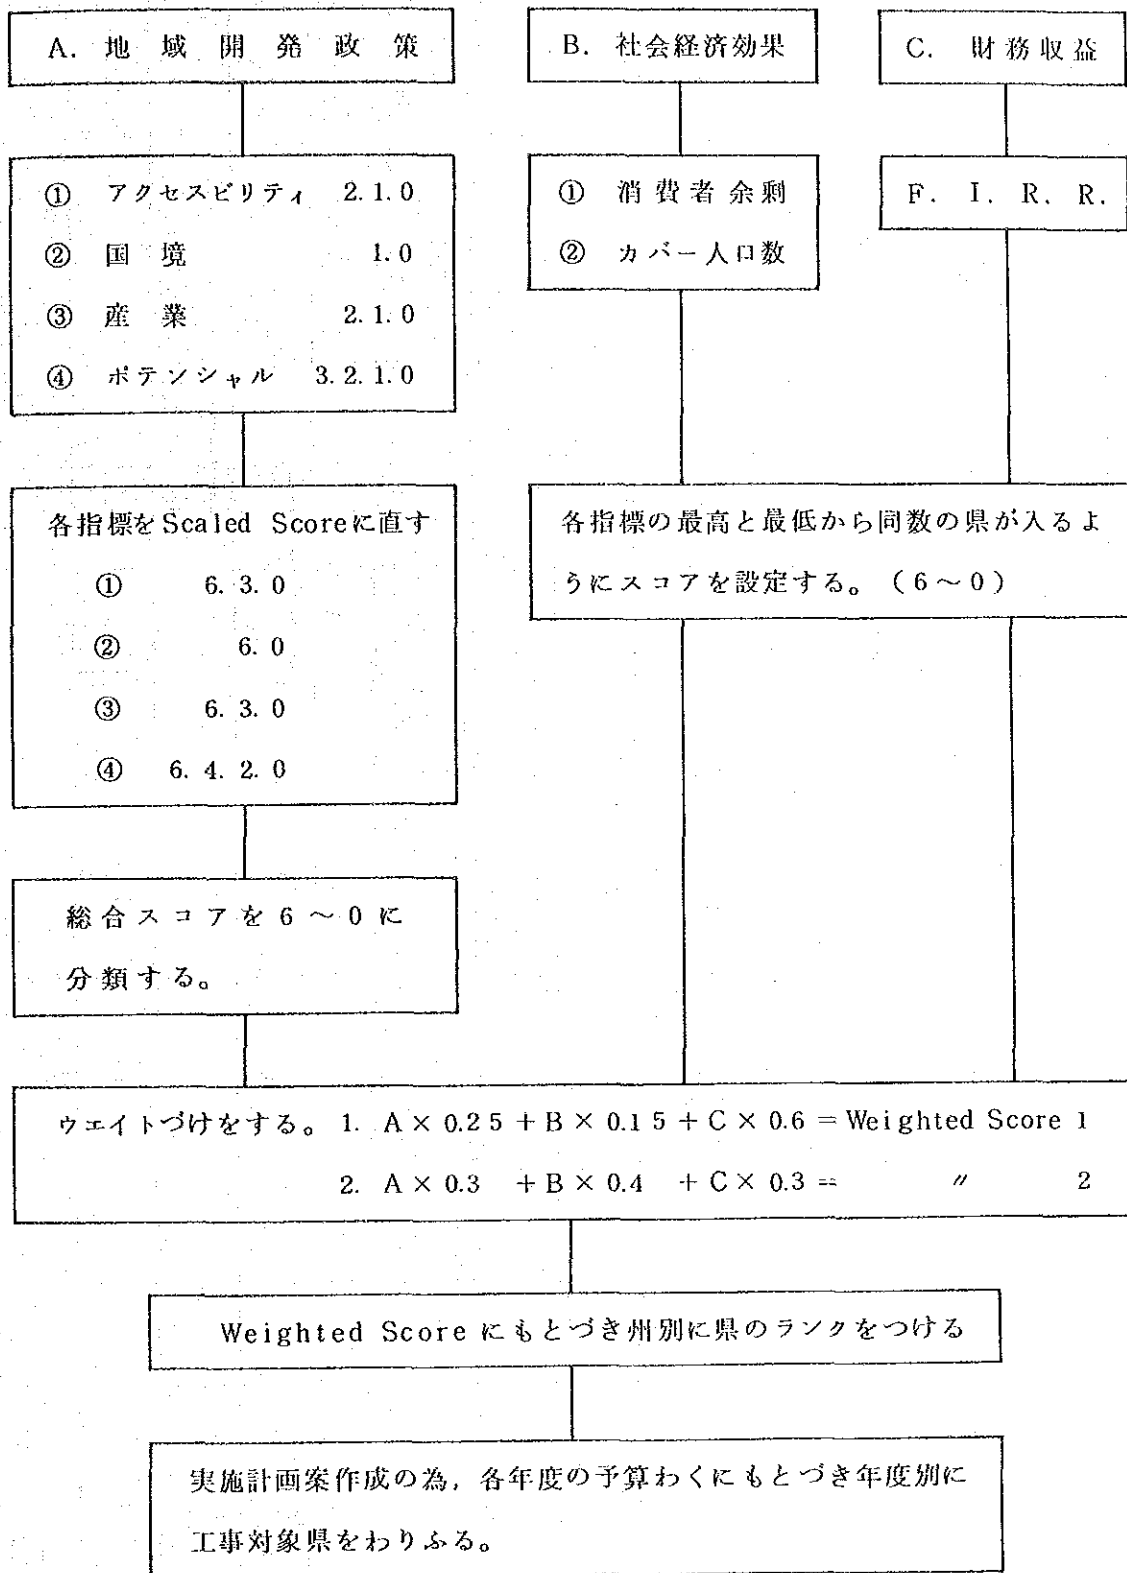 A. 地域開発政策
① アクセスビリティ 2.1.0
② 国境 1.0
③ 産業 2.1.0
④ ポテンシャル 3.2.1.0
各指標をScaled Scoreに直す
① 6.3.0
② 6.0
③ 6.3.0
④ 6.4.2.0
総合スコアを6～0に
分類する。
B. 社会経済効果
① 消費者余剰
② カバー人口数
C. 財務収益
F. I. R. R.
各指標の最高と最低から同数の県が入るよ
うにスコアを設定する。（6～0）
ウエイトづけをする。 1. A × 0.25 + B × 0.15 + C × 0.6 = Weighted Score 1
2. A × 0.3 + B × 0.4 + C × 0.3 = 〃 2
Weighted Score にもとづき州別に県のランクをつける
実施計画案作成の為，各年度の予算わくにもとづき年度別に
工事対象県をわりふる。